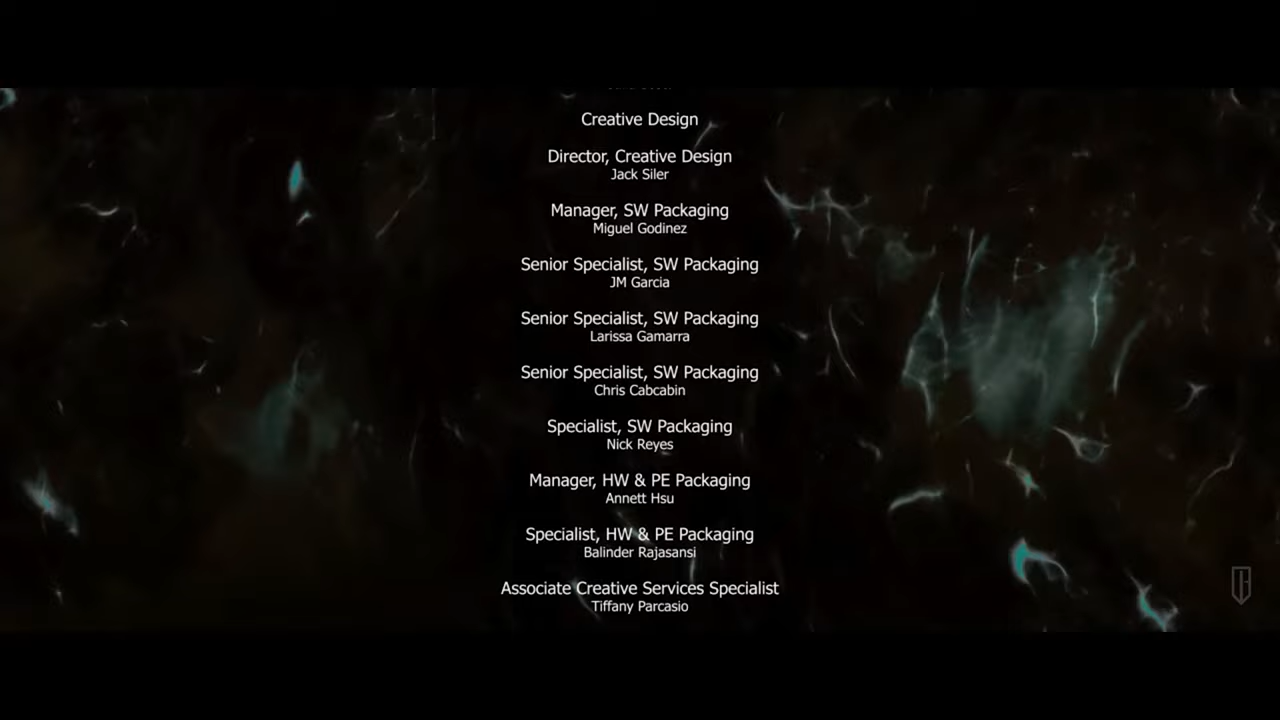 Creative Design
Director, Creative Design
Jack Siler
Manager, SW Packaging
Miguel Godinez
Senior Specialist, SW Packaging
JM Garcia
Senior Specialist, SW Packaging
Larissa Gamarra
Senior Specialist, SW Packaging
Chris Cabcabin
Specialist, SW Packaging
Nick Reyes
Manager, HW & PE Packaging
Annett Hsu
Specialist, HW & PE Packaging
Balinder Rajasansi
Associate Creative Services Specialist
Tiffany Parcasio